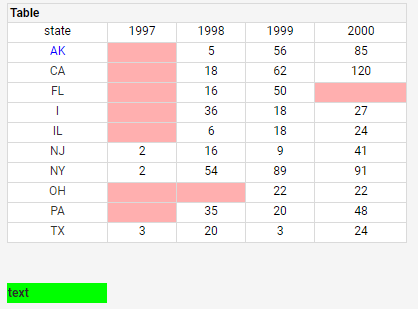 Table
state 1997 1998 1999 2000
AK 5 56 85
CA 18 62 120
FL 16 50
I 36 18 27
IL 6 18 24
NJ 2 16 9 41
NY 2 54 89 91
OH 22 22
PA 35 20 48
TX 3 20 3 24
text